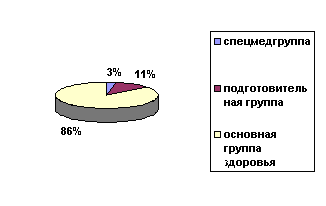 3%
11%
86%
спецмедгруппа
подготовитель
ная группа
основная
группа
здоровья